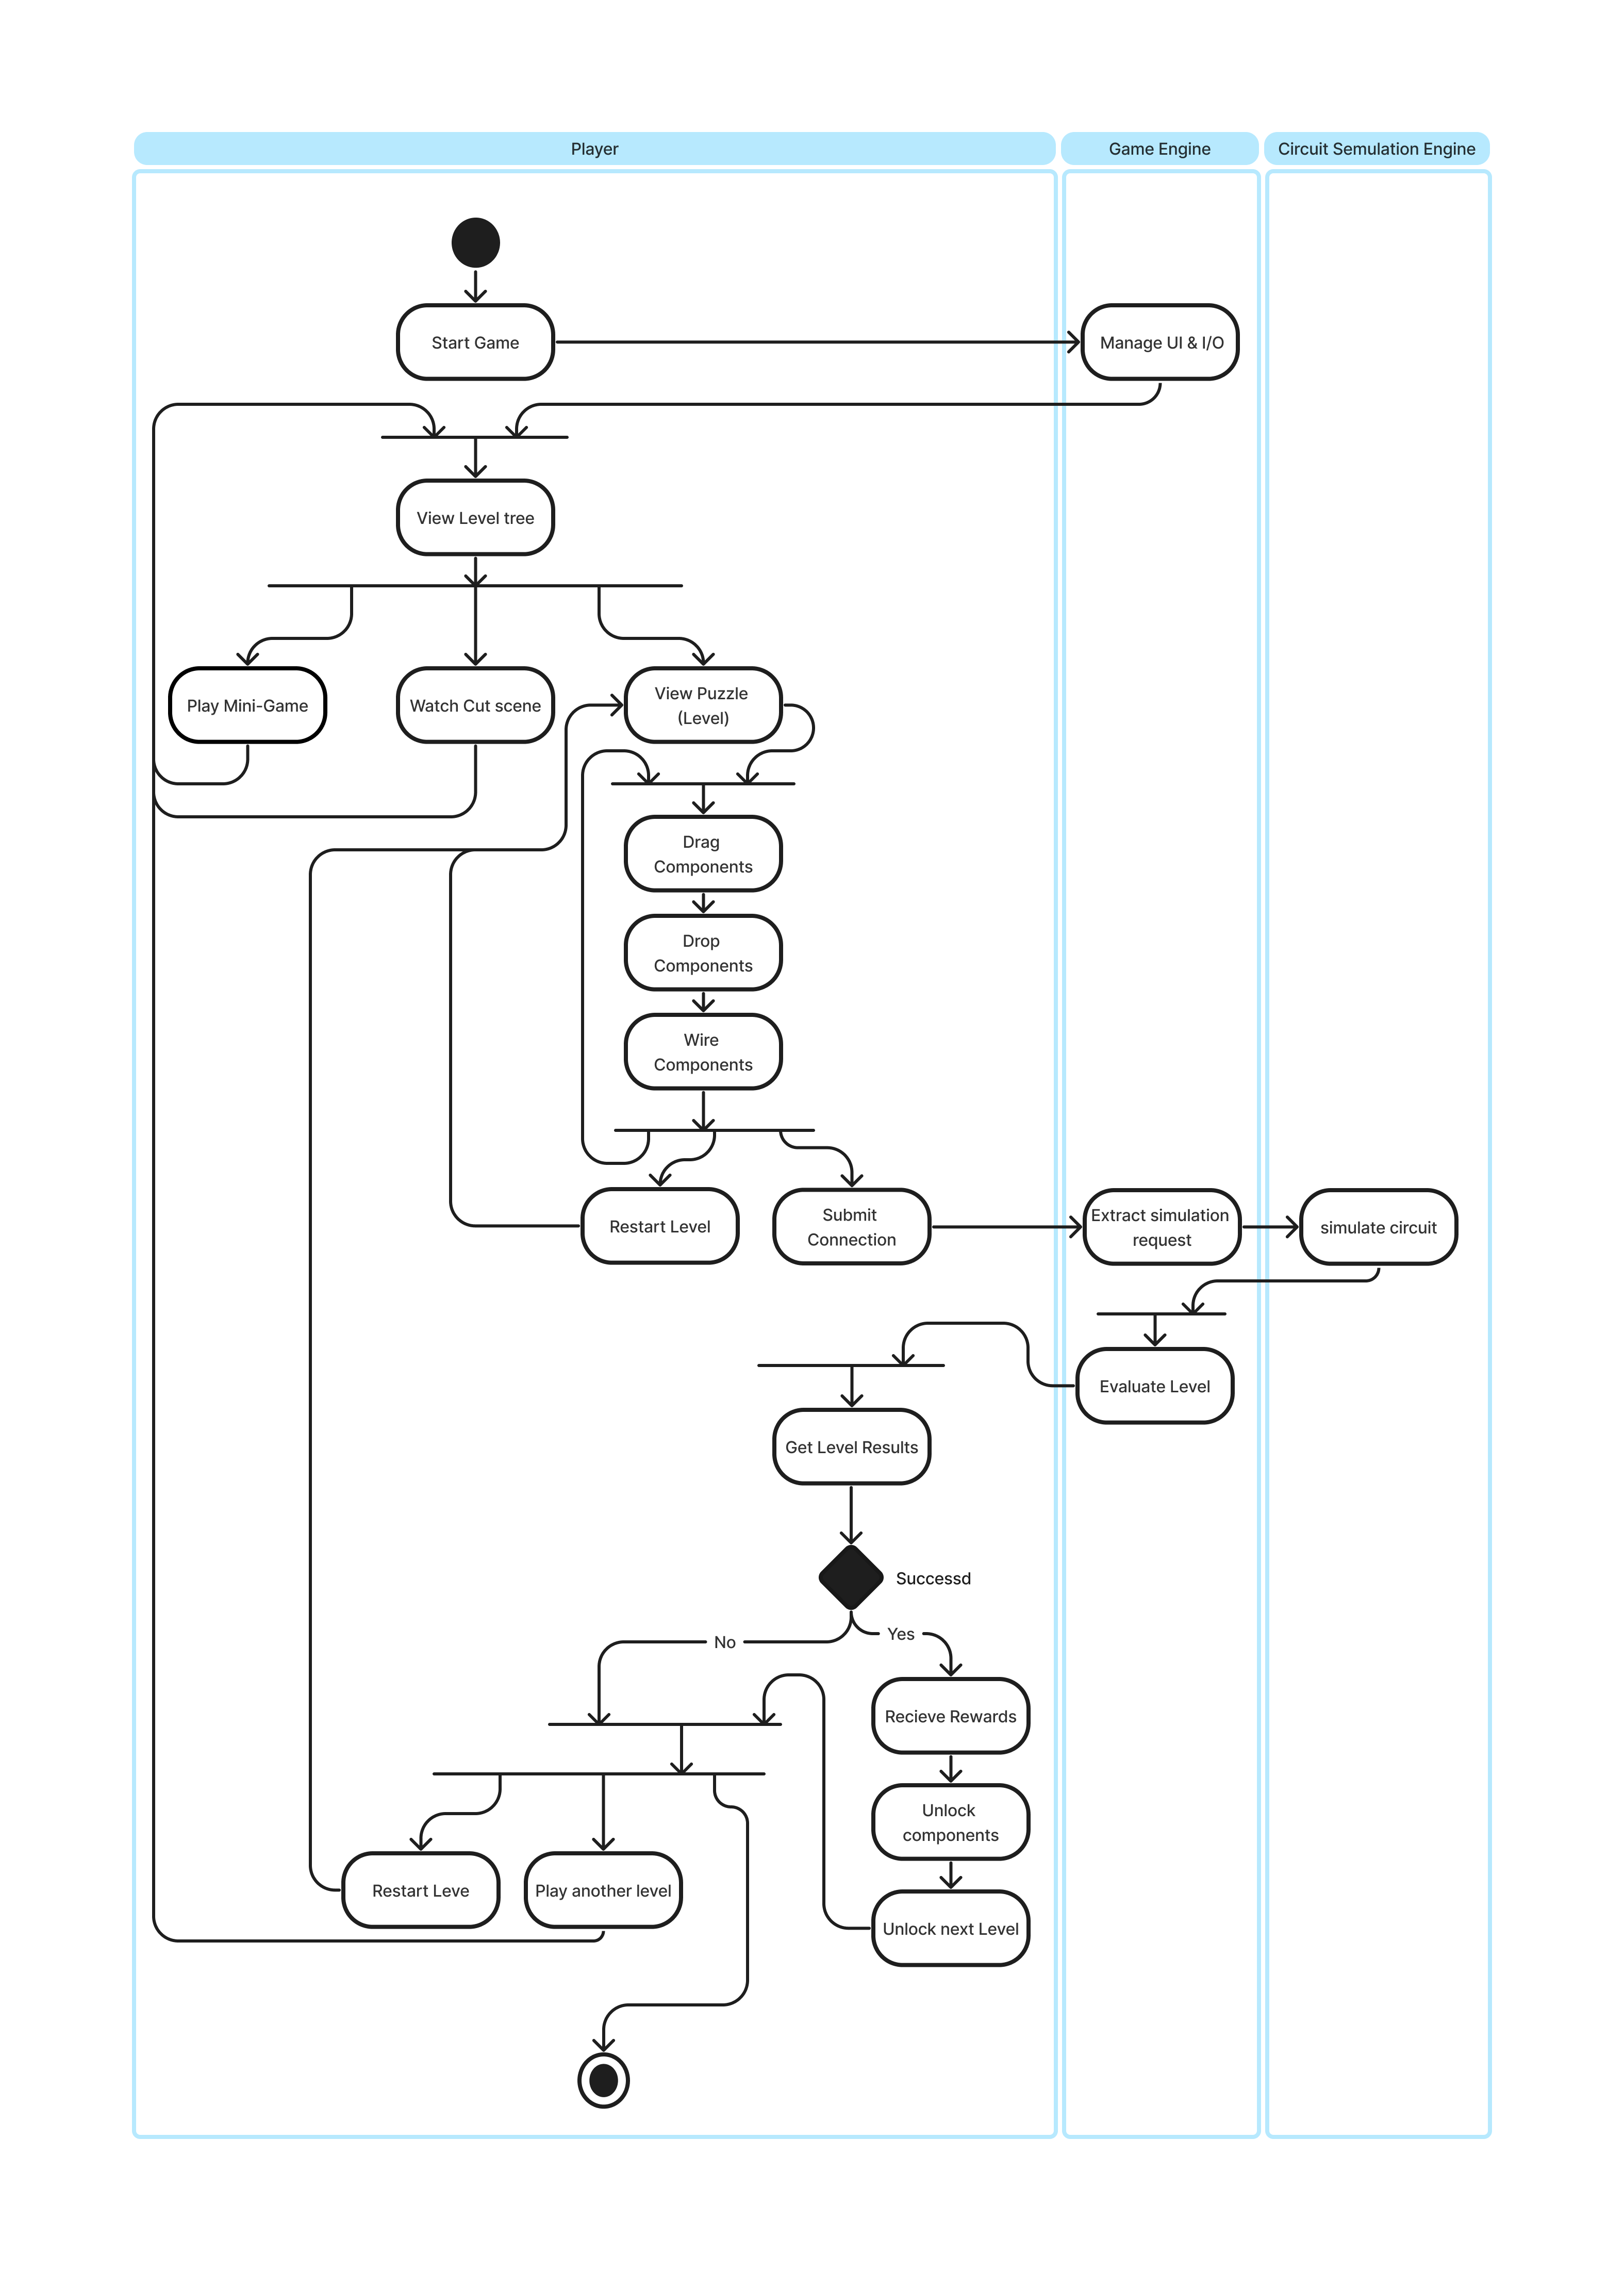 Player
Game Engine
Circuit Semulation Engine
Start Game
Manage UI & I/O
View Level tree
Play Mini-Game
Watch Cut scene
View Puzzle
(Level)
Drag
Components
Drop
Components
Wire
Components
Restart Level
Submit
Connection
Extract simulation
request
simulate circuit
Evaluate Level
Get Level Results
Successd
No
Yes
Recieve Rewards
Unlock
components
Restart Leve
Play another level
Unlock next Level